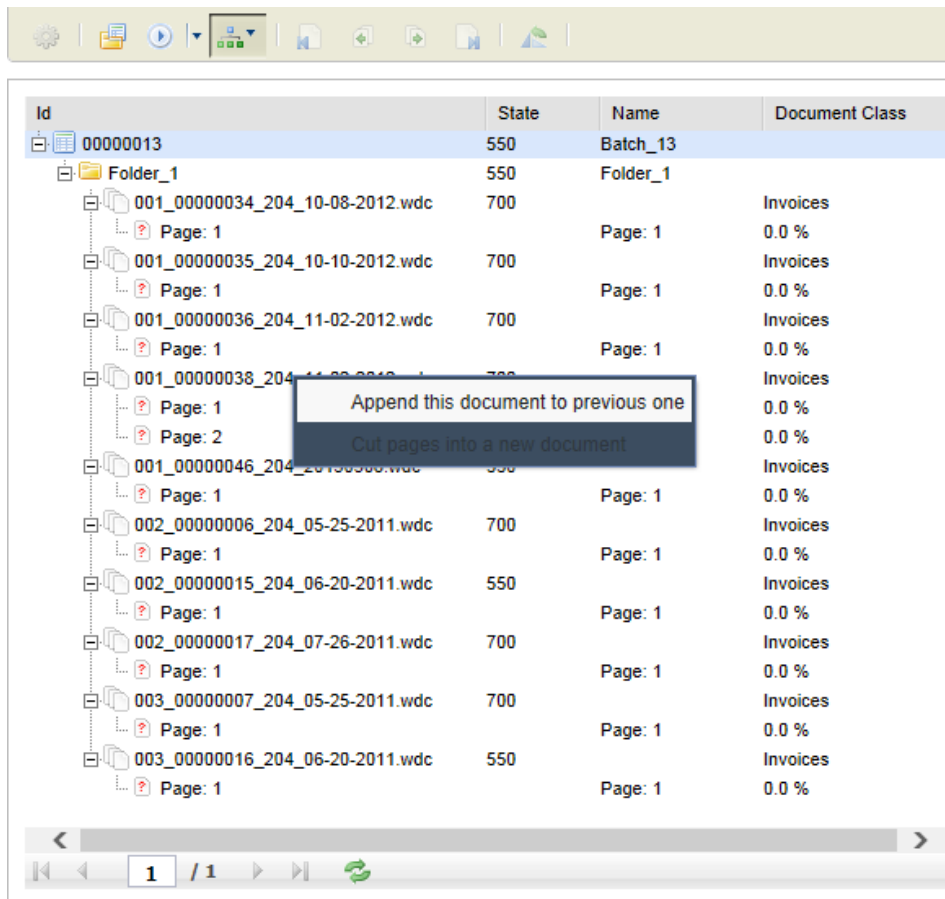 Id State Name Document Class
00000013 550 Batch_13
Folder_1 550 Folder_1
001_00000034_204_10-08-2012.wdc 700 Invoices
Page: 1 Page: 1 0.0 %
001_00000035_204_10-10-2012.wdc 700 Invoices
Page: 1 Page: 1 0.0 %
001_00000036_204_11-02-2012.wdc 700 Invoices
Page: 1 Page: 1 0.0 %
001_00000038_204 Invoices
Page: 1 Append this document to previous one 0.0 %
Page: 2 Cut pages into a new document 0.0 %
001_00000046_204 Invoices
Page: 1 Page: 1 0.0 %
002_00000006_204_05-25-2011.wdc 700 Invoices
Page: 1 Page: 1 0.0 %
002_00000015_204_06-20-2011.wdc 550 Invoices
Page: 1 Page: 1 0.0 %
002_00000017_204_07-26-2011.wdc 700 Invoices
Page: 1 Page: 1 0.0 %
003_00000007_204_05-25-2011.wdc 700 Invoices
Page: 1 Page: 1 0.0 %
003_00000016_204_06-20-2011.wdc 550 Invoices
Page: 1 Page: 1 0.0 %
1 / 1